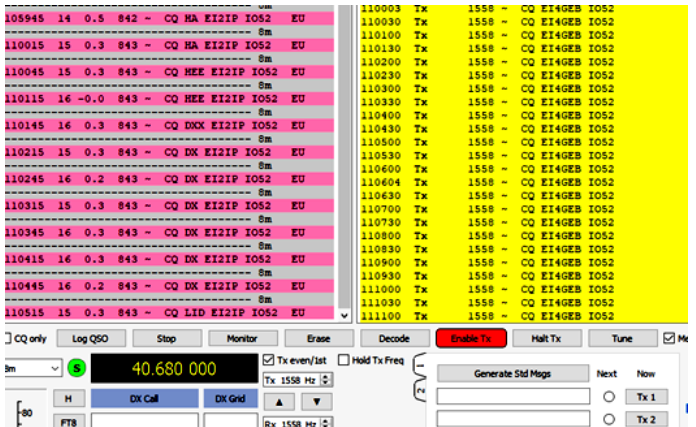 105945 14 0.5 842 ~ CQ HA EI2IP IO52 EU
8m
110015 15 0.3 843 ~ CQ HA EI2IP IO52 EU
8m
110045 15 0.3 843 ~ CQ HEE EI2IP IO52 EU
8m
110115 16 -0.0 843 ~ CQ HEE EI2IP IO52 EU
8m
110145 16 0.3 843 ~ CQ DXX EI2IP IO52 EU
8m
110215 15 0.3 843 ~ CQ DX EI2IP IO52 EU
8m
110245 16 0.2 843 ~ CQ DX EI2IP IO52 EU
8m
110315 15 0.3 843 ~ CQ DX EI2IP IO52 EU
8m
110345 16 0.3 843 ~ CQ DX EI2IP IO52 EU
8m
110415 16 0.3 843 ~ CQ DX EI2IP IO52 EU
8m
110445 16 0.2 843 ~ CQ DX EI2IP IO52 EU
8m
110515 15 0.3 843 ~ CQ LID EI2IP IO52 EU
110003 Tx 1558 ~ CQ EI4GEB IO52
110030 Tx 1558 ~ CQ EI4GEB IO52
110100 Tx 1558 ~ CQ EI4GEB IO52
110130 Tx 1558 ~ CQ EI4GEB IO52
110200 Tx 1558 ~ CQ EI4GEB IO52
110230 Tx 1558 ~ CQ EI4GEB IO52
110300 Tx 1558 ~ CQ EI4GEB IO52
110330 Tx 1558 ~ CQ EI4GEB IO52
110400 Tx 1558 ~ CQ EI4GEB IO52
110430 Tx 1558 ~ CQ EI4GEB IO52
110500 Tx 1558 ~ CQ EI4GEB IO52
110530 Tx 1558 ~ CQ EI4GEB IO52
110600 Tx 1558 ~ CQ EI4GEB IO52
110604 Tx 1558 ~ CQ EI4GEB IO52
110630 Tx 1558 ~ CQ EI4GEB IO52
110700 Tx 1558 ~ CQ EI4GEB IO52
110730 Tx 1558 ~ CQ EI4GEB IO52
110800 Tx 1558 ~ CQ EI4GEB IO52
110830 Tx 1558 ~ CQ EI4GEB IO52
110900 Tx 1558 ~ CQ EI4GEB IO52
110930 Tx 1558 ~ CQ EI4GEB IO52
111000 Tx 1558 ~ CQ EI4GEB IO52
111030 Tx 1558 ~ CQ EI4GEB IO52
111100 Tx 1558 ~ CQ EI4GEB IO52
CQ only Log QSO Stop Monitor Erase Decode Enable Tx Halt Tx Tune Me
8m S 40.680 000 Tx even/1st Hold Tx Freq 1
Tx 1558 Hz Generate Std Msgs Next Now
H DX Call DX Grid 2 Tx 1
-80
FT8 Rx 1558 Hz Tx 2